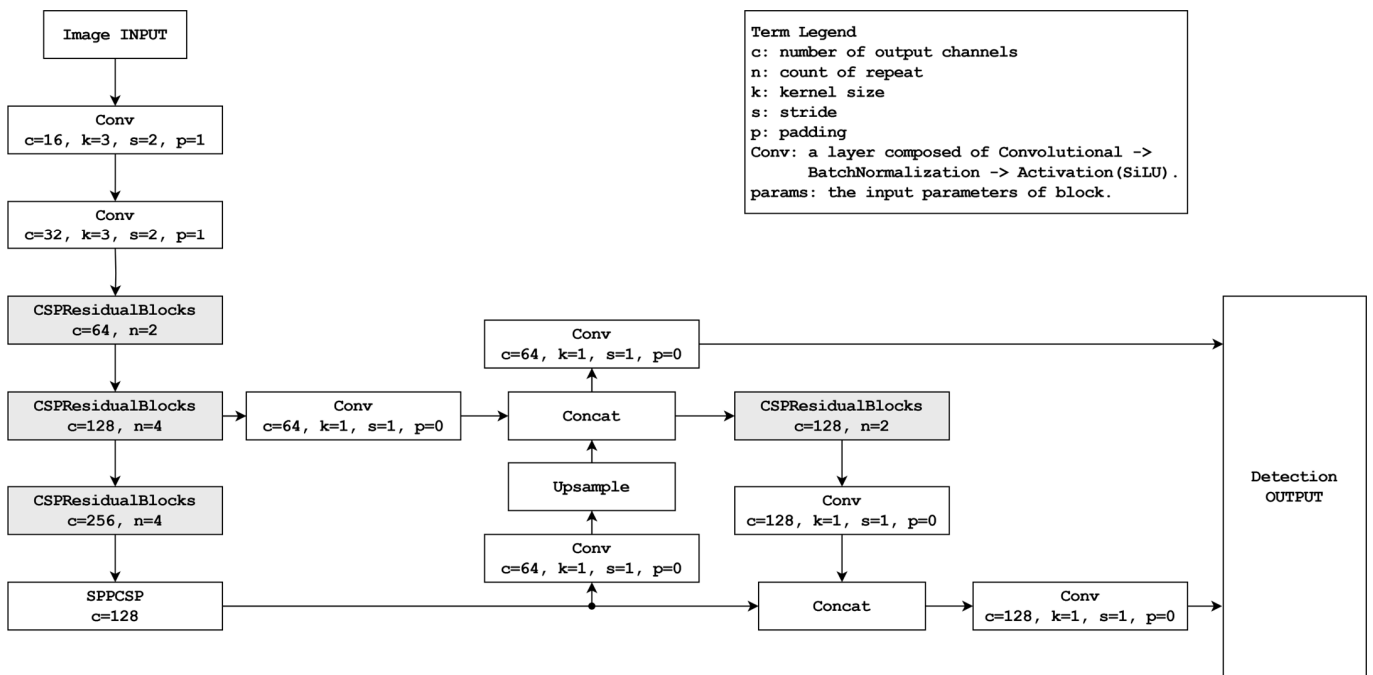 Image INPUT
Term Legend
c: number of output channels
n: count of repeat
k: kernel size
s: stride
p: padding
Conv: a layer composed of Convolutional ->
BatchNormalization -> Activation(SiLU).
params: the input parameters of block.
Conv
c=16, k=3, s=2, p=1
Conv
c=32, k=3, s=2, p=1
CSPResidualBlocks
c=64, n=2
CSPResidualBlocks
c=128, n=4
CSPResidualBlocks
c=256, n=4
SPPCSP
c=128
Conv
c=64, k=1, s=1, p=0
Conv
c=64, k=1, s=1, p=0
Concat
Upsample
Conv
c=64, k=1, s=1, p=0
CSPResidualBlocks
c=128, n=2
Conv
c=128, k=1, s=1, p=0
Concat
Conv
c=128, k=1, s=1, p=0
Detection
OUTPUT